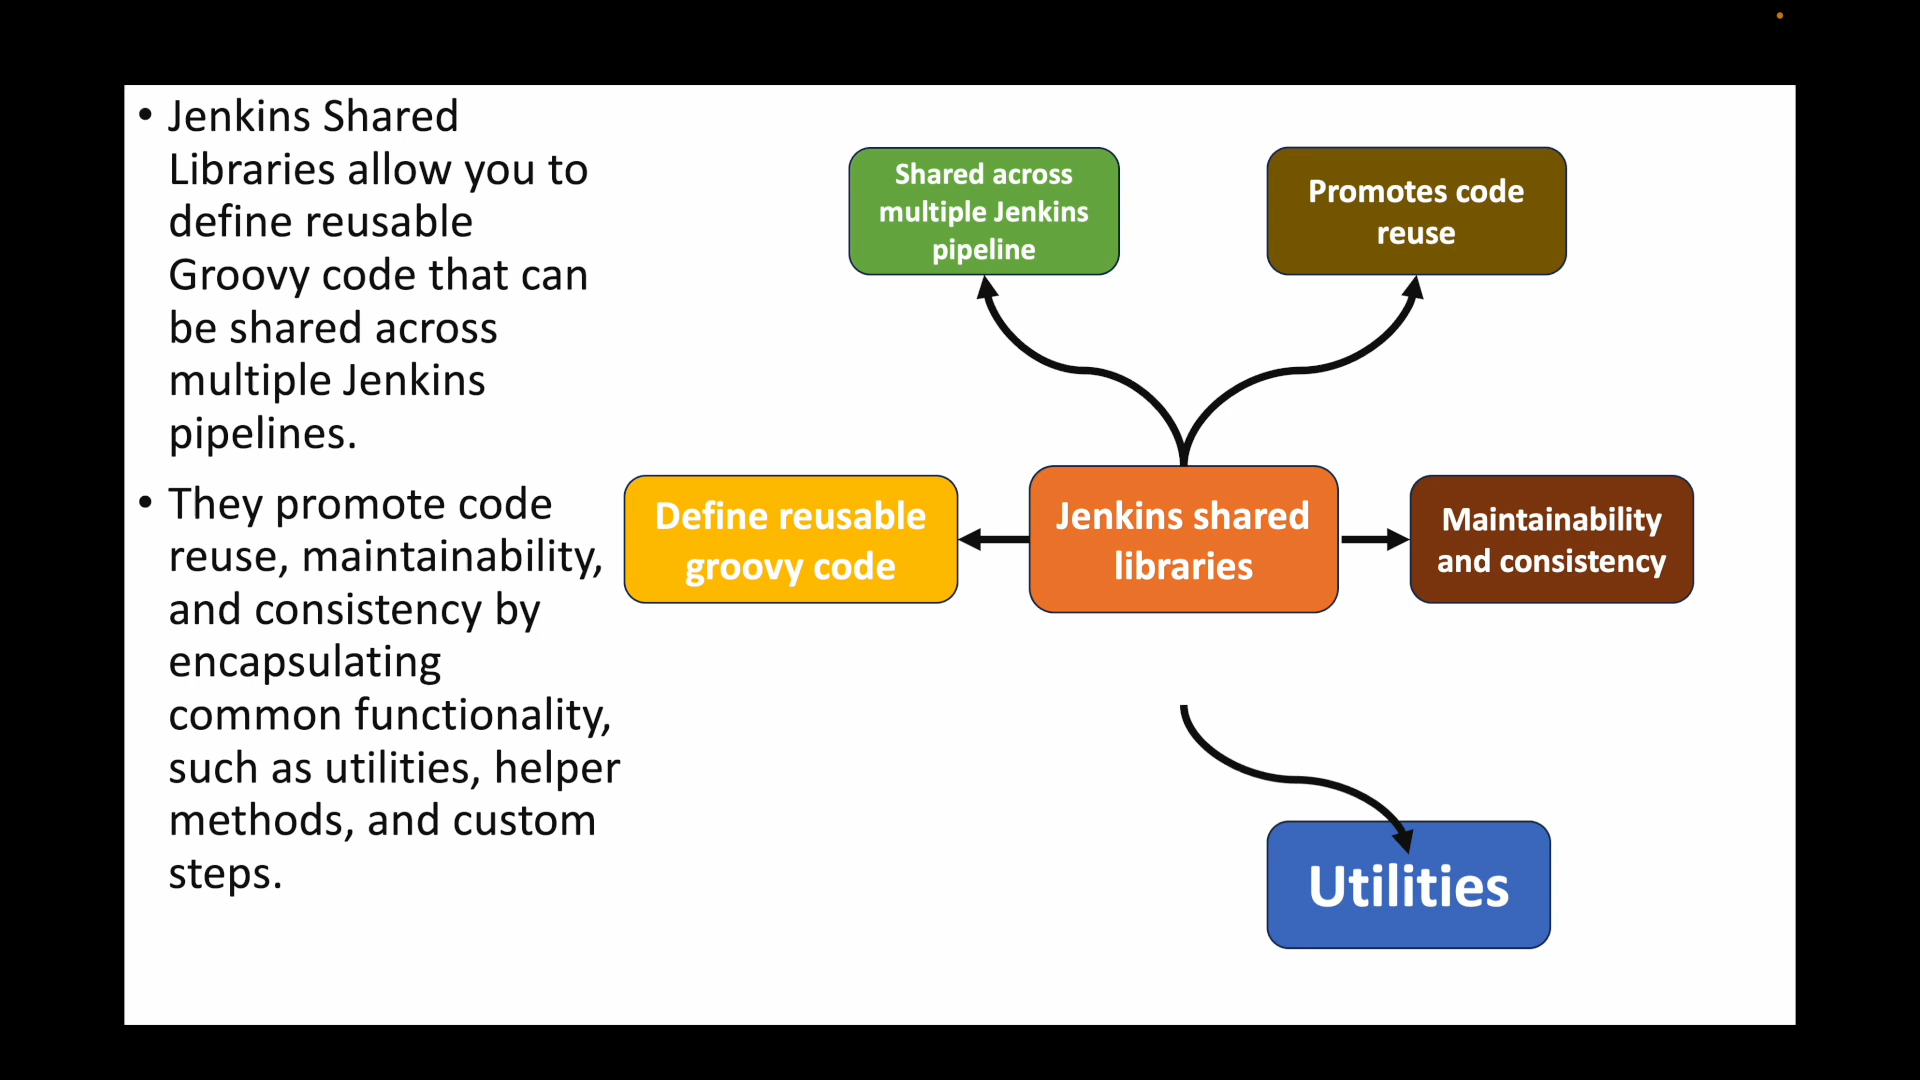 • Jenkins Shared
Libraries allow you to
define reusable
Groovy code that can
be shared across
multiple Jenkins
pipelines.
• They promote code
reuse, maintainability,
and consistency by
encapsulating
common functionality,
such as utilities, helper
methods, and custom
steps.
Shared across
multiple Jenkins
pipeline
Promotes code
reuse
Define reusable
groovy code
Jenkins shared
libraries
Maintainability
and consistency
Utilities